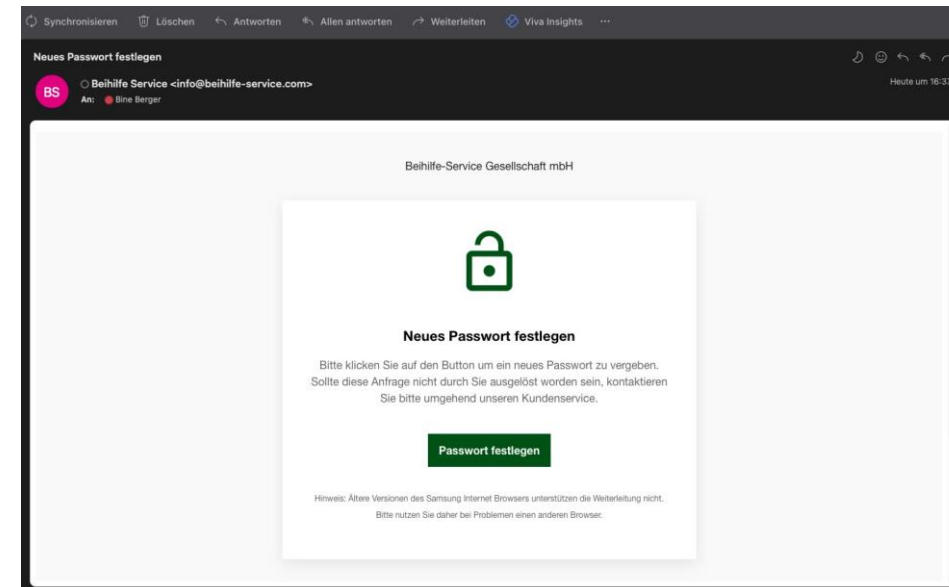 Synchronisieren Löschen Antworten Allen antworten Weiterleiten Viva Insights ...
Neues Passwort festlegen
BS
Beihilfe Service <info@beihilfe-service.com>
Heute um 16:37
An: Bine Berger
Beihilfe-Service Gesellschaft mbH
Neues Passwort festlegen
Bitte klicken Sie auf den Button um ein neues Passwort zu vergeben.
Sollte diese Anfrage nicht durch Sie ausgelöst worden sein, kontaktieren
Sie bitte umgehend unseren Kundenservice.
Passwort festlegen
Hinweis: Ältere Versionen des Samsung Internet Browsers unterstützen die Weiterleitung nicht.
Bitte nutzen Sie daher bei Problemen einen anderen Browser.